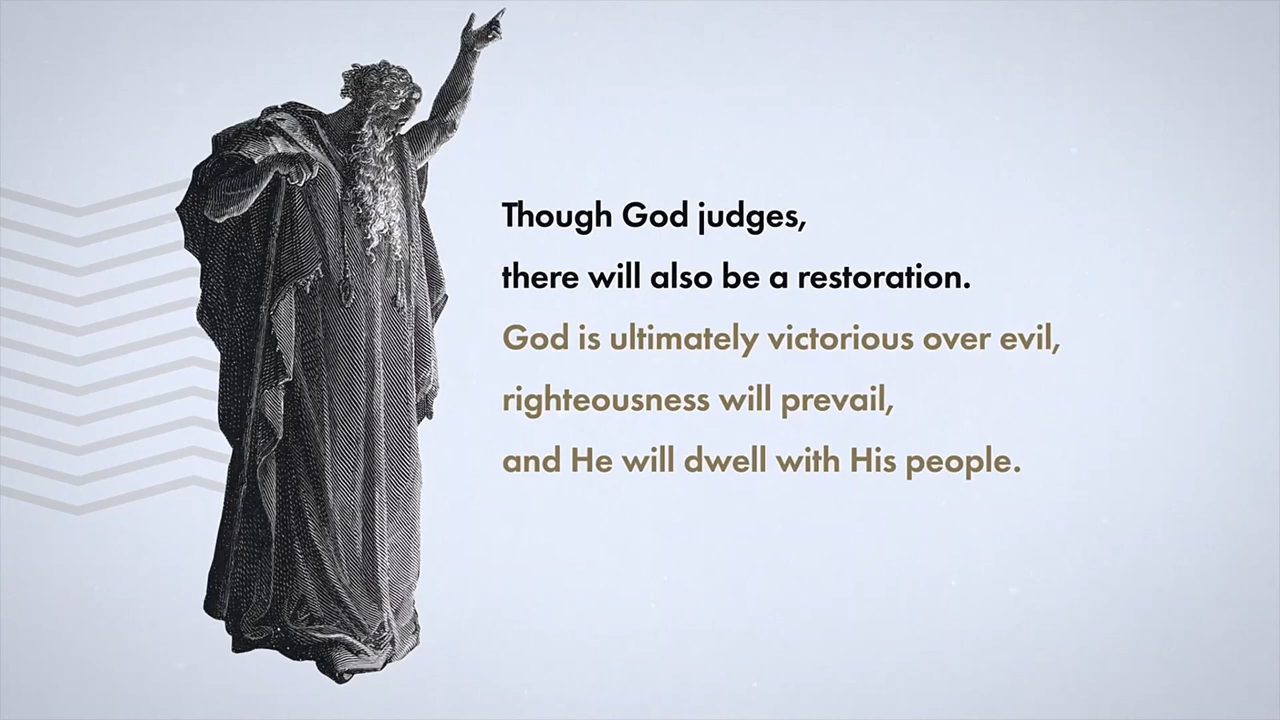 Though God judges,
there will also be a restoration.
God is ultimately victorious over evil,
righteousness will prevail,
and He will dwell with His people.